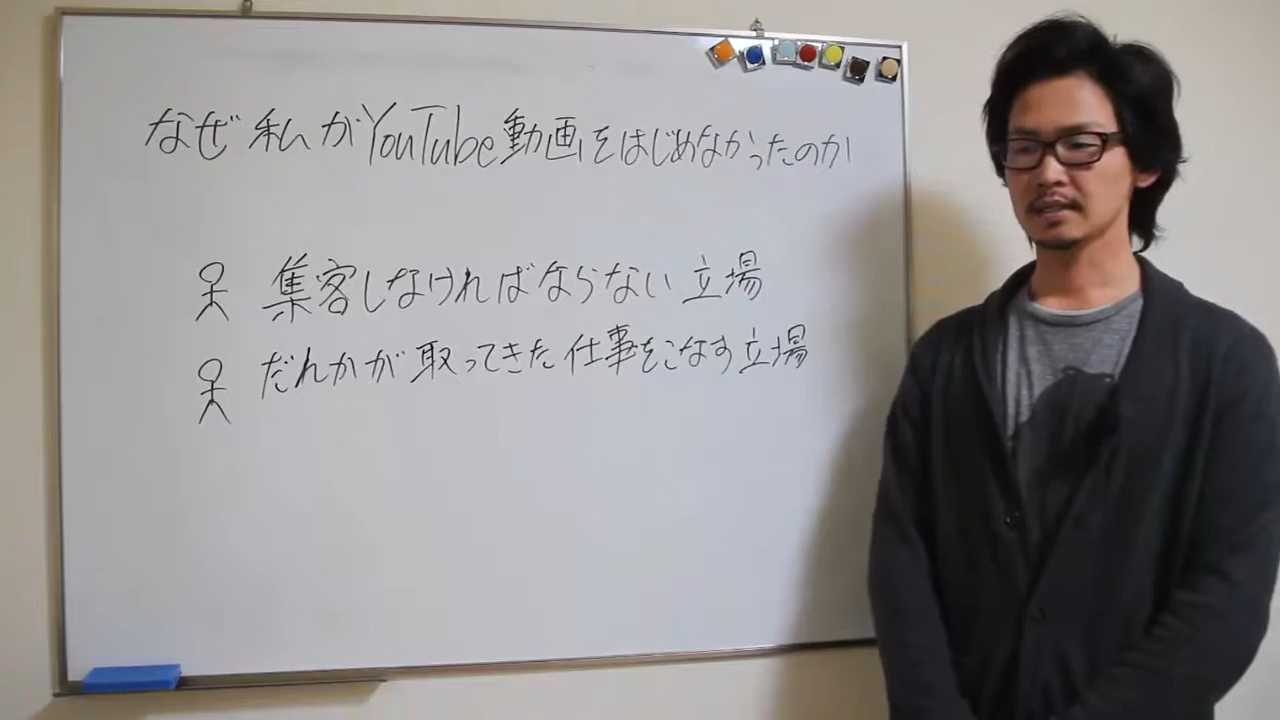 なぜ私がYouTube動画をはじめなかったのか
集客しなければならない立場
だれかが取ってきた仕事をこなす立場